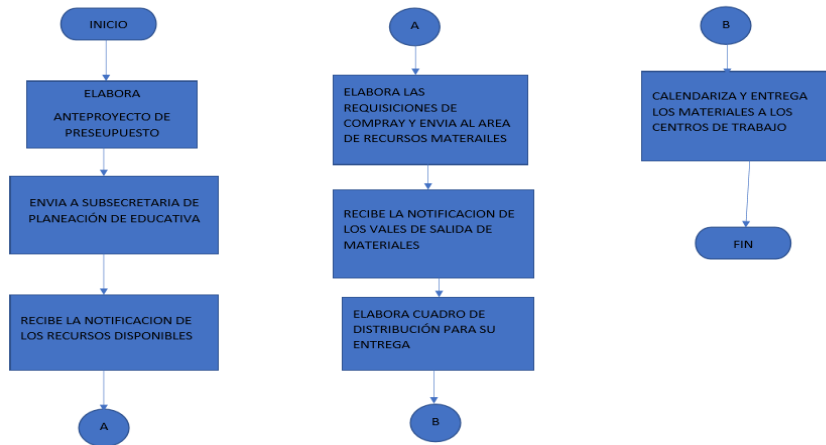 INICIO
ELABORA
ANTEPROYECTO DE
PRESEUPUESTO
ENVIA A SUBSECRETARIA DE
PLANEACIÓN DE EDUCATIVA
RECIBE LA NOTIFICACION DE
LOS RECURSOS DISPONIBLES
A
A
ELABORA LAS
REQUISICIONES DE
COMPRAY Y ENVIA AL AREA
DE RECURSOS MATERAILES
RECIBE LA NOTIFICACION DE
LOS VALES DE SALIDA DE
MATERIALES
ELABORA CUADRO DE
DISTRIBUCIÓN PARA SU
ENTREGA
B
B
CALENDARIZA Y ENTREGA
LOS MATERIALES A LOS
CENTROS DE TRABAJO
FIN